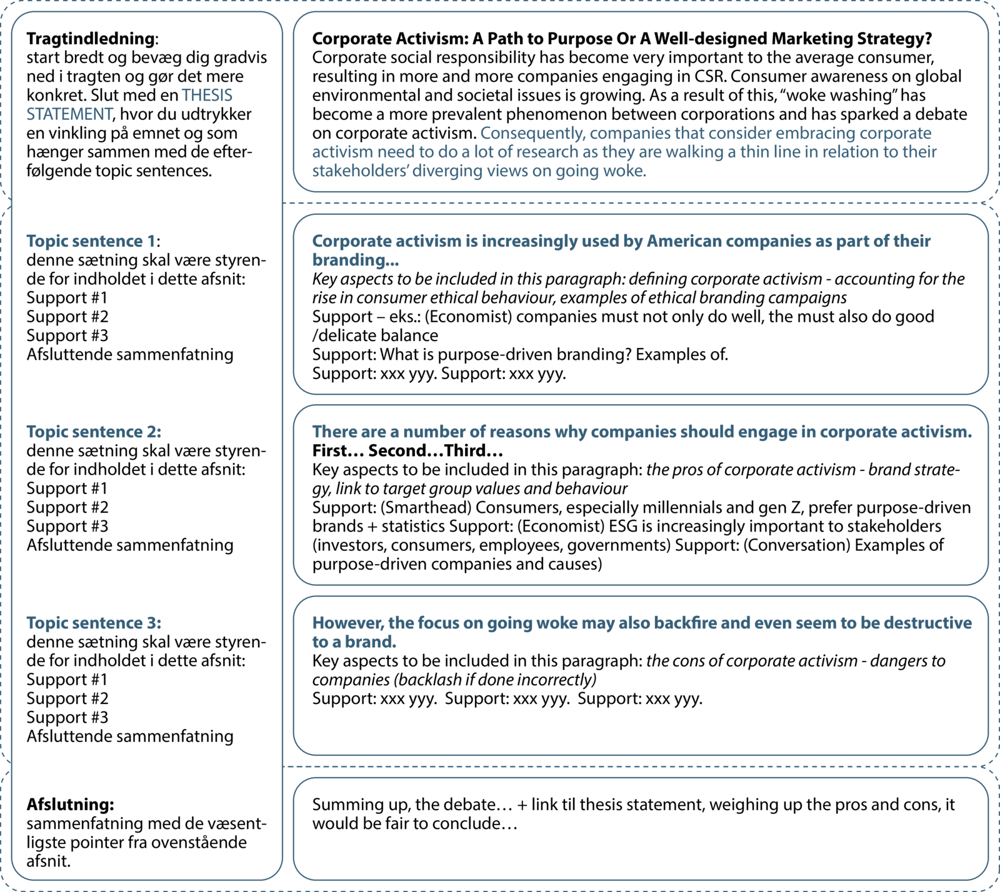 Tragtindledning:
start bredt og bevæg dig gradvis
ned i tragten og gør det mere
konkret. Slut med en THESIS
STATEMENT, hvor du udtrykker
en vinkling på emnet og som
hænger sammen med de efter-
følgende topic sentences.
Corporate Activism: A Path to Purpose Or A Well-designed Marketing Strategy?
Corporate social responsibility has become very important to the average consumer,
resulting in more and more companies engaging in CSR. Consumer awareness on global
environmental and societal issues is growing. As a result of this, “woke washing” has
become a more prevalent phenomenon between corporations and has sparked a debate
on corporate activism. Consequently, companies that consider embracing corporate
activism need to do a lot of research as they are walking a thin line in relation to their
stakeholders’ diverging views on going woke.
Topic sentence 1:
denne sætning skal være styren-
de for indholdet i dette afsnit:
Support #1
Support #2
Support #3
Afsluttende sammenfatning
Corporate activism is increasingly used by American companies as part of their
branding...
Key aspects to be included in this paragraph: defining corporate activism - accounting for the
rise in consumer ethical behaviour, examples of ethical branding campaigns
Support – eks.: (Economist) companies must not only do well, the must also do good
/delicate balance
Support: What is purpose-driven branding? Examples of.
Support: xxx yyy. Support: xxx yyy.
Topic sentence 2:
denne sætning skal være styren-
de for indholdet i dette afsnit:
Support #1
Support #2
Support #3
Afsluttende sammenfatning
There are a number of reasons why companies should engage in corporate activism.
First… Second…Third…
Key aspects to be included in this paragraph: the pros of corporate activism - brand strate-
gy, link to target group values and behaviour
Support: (Smarthead) Consumers, especially millennials and gen Z, prefer purpose-driven
brands + statistics Support: (Economist) ESG is increasingly important to stakeholders
(investors, consumers, employees, governments) Support: (Conversation) Examples of
purpose-driven companies and causes)
Topic sentence 3:
denne sætning skal være styren-
de for indholdet i dette afsnit:
Support #1
Support #2
Support #3
Afsluttende sammenfatning
However, the focus on going woke may also backfire and even seem to be destructive
to a brand.
Key aspects to be included in this paragraph: the cons of corporate activism - dangers to
companies (backlash if done incorrectly)
Support: xxx yyy. Support: xxx yyy. Support: xxx yyy.
Afslutning:
sammenfatning med de væsent-
ligste pointer fra ovenstående
afsnit.
Summing up, the debate… + link til thesis statement, weighing up the pros and cons, it
would be fair to conclude…